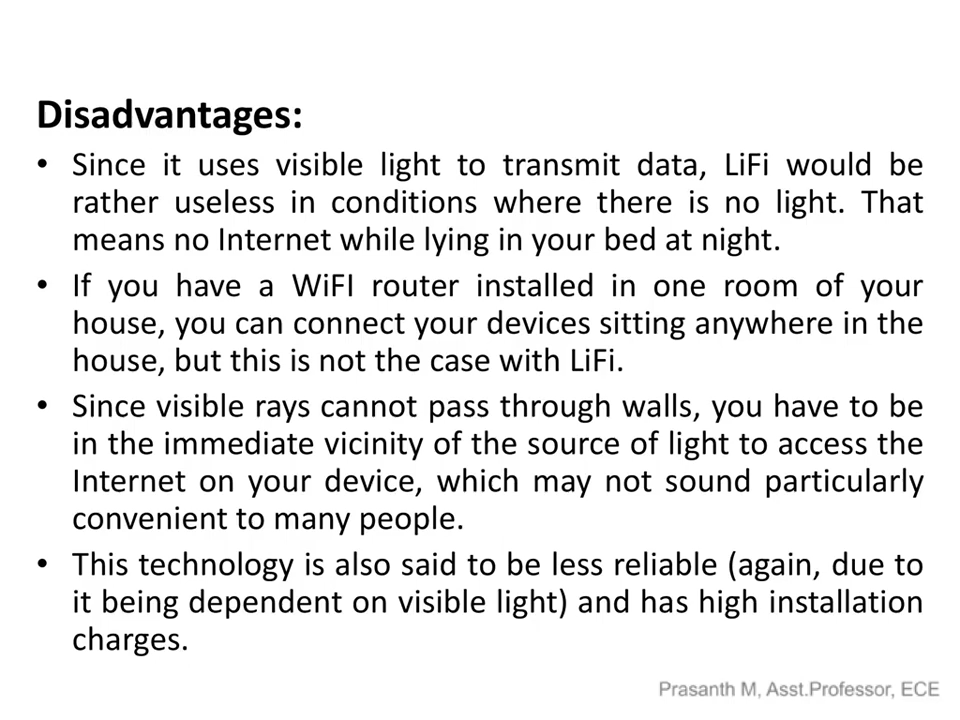 Disadvantages:
• Since it uses visible light to transmit data, LiFi would be
rather useless in conditions where there is no light. That
means no Internet while lying in your bed at night.
• If you have a WiFI router installed in one room of your
house, you can connect your devices sitting anywhere in the
house, but this is not the case with LiFi.
• Since visible rays cannot pass through walls, you have to be
in the immediate vicinity of the source of light to access the
Internet on your device, which may not sound particularly
convenient to many people.
• This technology is also said to be less reliable (again, due to
it being dependent on visible light) and has high installation
charges.
Prasanth M, Asst.Professor, ECE